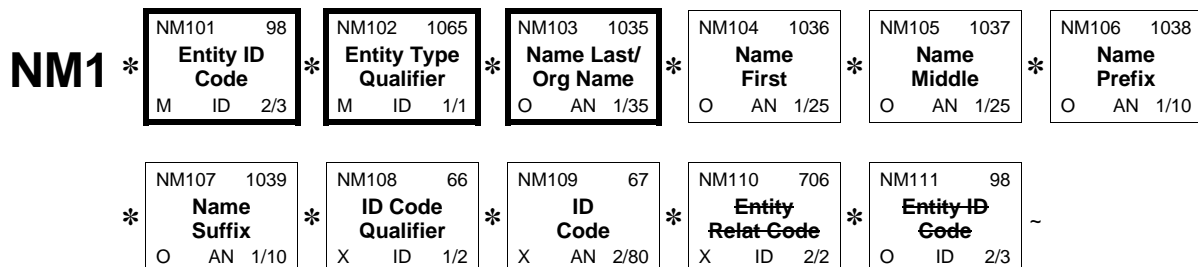 NM101 98 NM102 1065 NM103 1035 NM104 1036 NM105 1037 NM106 1038
NM1 * Entity ID Code * Entity Type Qualifier * Name Last/ Org Name * Name First * Name Middle * Name Prefix
M ID 2/3 M ID 1/1 O AN 1/35 O AN 1/25 O AN 1/25 O AN 1/10
NM107 1039 NM108 66 NM109 67 NM110 706 NM111 98
* Name Suffix * ID Code Qualifier * ID Code * Entity Relat Code * Entity ID Code ~
O AN 1/10 X ID 1/2 X AN 2/80 X ID 2/2 O ID 2/3